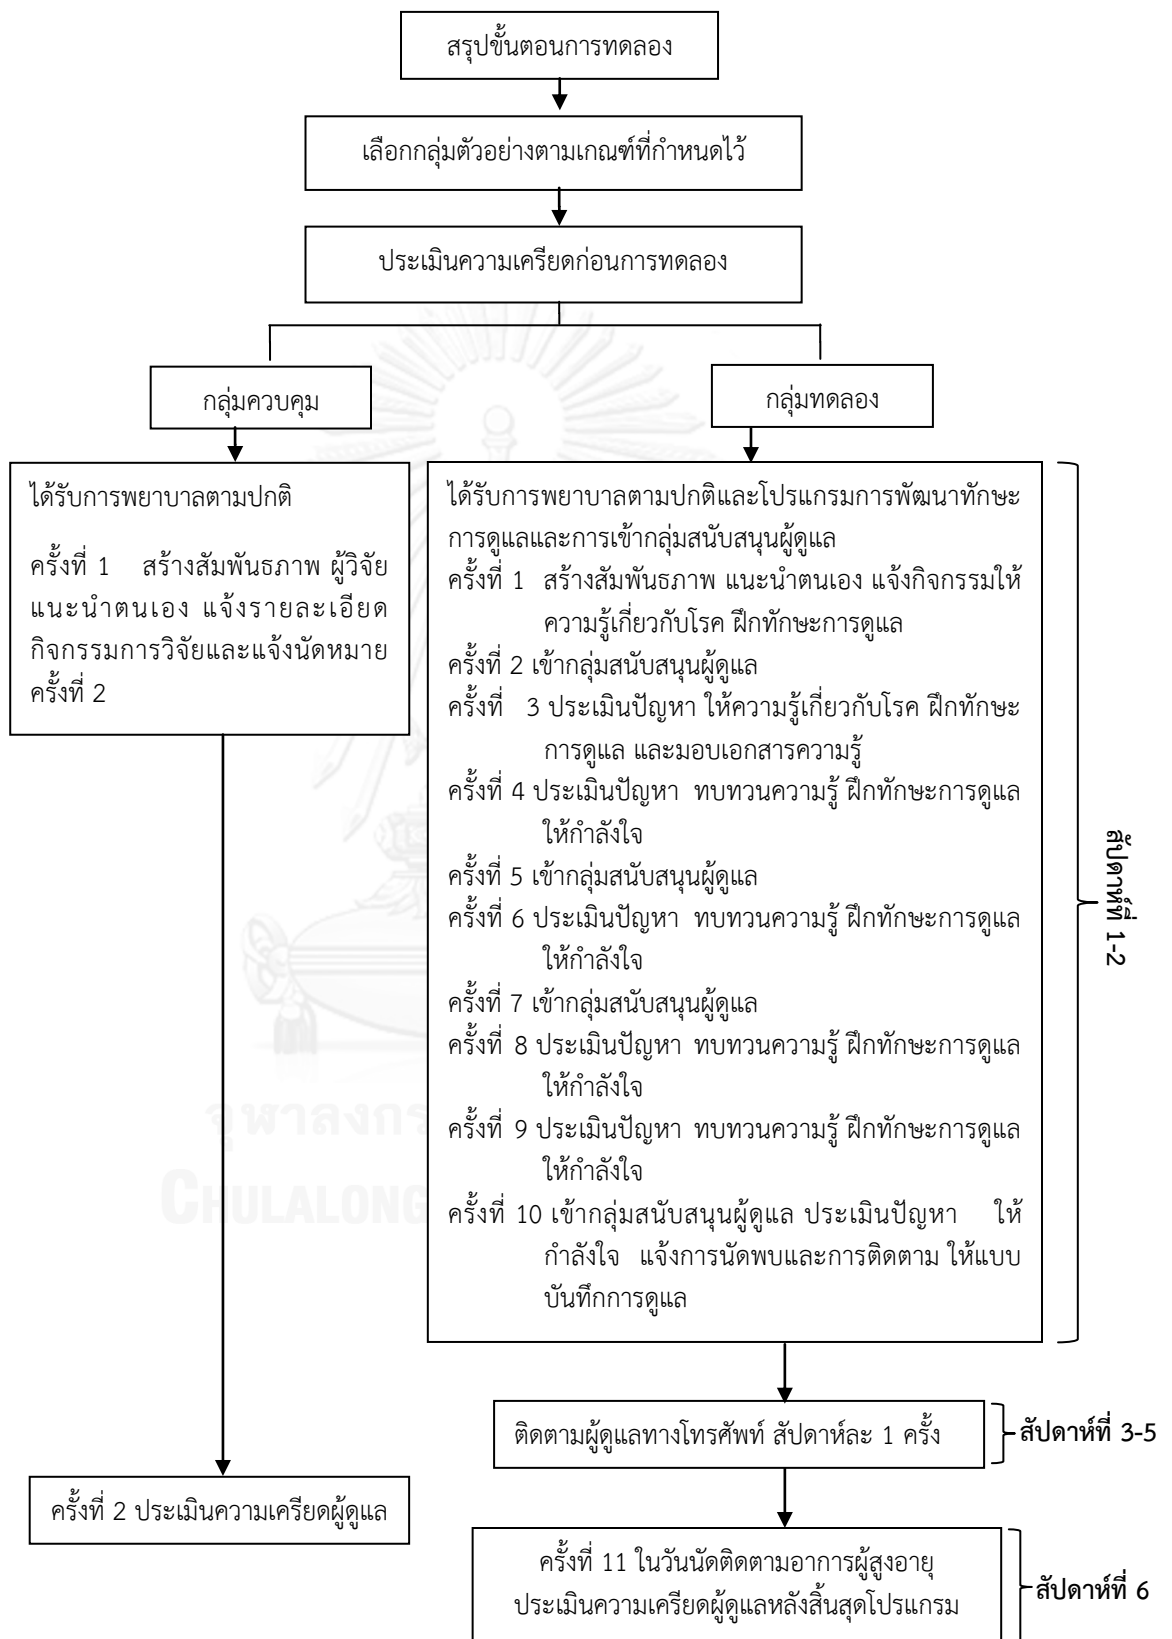 สรุปขั้นตอนการทดลอง
เลือกกลุ่มตัวอย่างตามเกณฑ์ที่กำหนดไว้
ประเมินความเครียดก่อนการทดลอง
กลุ่มควบคุม
กลุ่มทดลอง
ได้รับการพยาบาลตามปกติ
ครั้งที่ 1 สร้างสัมพันธภาพ ผู้วิจัย
แนะนำตนเอง แจ้งรายละเอียด
กิจกรรมการวิจัยและแจ้งนัดหมาย
ครั้งที่ 2
ได้รับการพยาบาลตามปกติและโปรแกรมการพัฒนาทักษะ
การดูแลและการเข้ากลุ่มสนับสนุนผู้ดูแล
ครั้งที่ 1 สร้างสัมพันธภาพ แนะนำตนเอง แจ้งกิจกรรมให้
ความรู้เกี่ยวกับโรค ฝึกทักษะการดูแล
ครั้งที่ 2 เข้ากลุ่มสนับสนุนผู้ดูแล
ครั้งที่ 3 ประเมินปัญหา ให้ความรู้เกี่ยวกับโรค ฝึกทักษะ
การดูแล และมอบเอกสารความรู้
ครั้งที่ 4 ประเมินปัญหา ทบทวนความรู้ ฝึกทักษะการดูแล
ให้กำลังใจ
ครั้งที่ 5 เข้ากลุ่มสนับสนุนผู้ดูแล
ครั้งที่ 6 ประเมินปัญหา ทบทวนความรู้ ฝึกทักษะการดูแล
ให้กำลังใจ
ครั้งที่ 7 เข้ากลุ่มสนับสนุนผู้ดูแล
ครั้งที่ 8 ประเมินปัญหา ทบทวนความรู้ ฝึกทักษะการดูแล
ให้กำลังใจ
ครั้งที่ 9 ประเมินปัญหา ทบทวนความรู้ ฝึกทักษะการดูแล
ให้กำลังใจ
ครั้งที่ 10 เข้ากลุ่มสนับสนุนผู้ดูแล ประเมินปัญหา ให้
กำลังใจ แจ้งการนัดพบและการติดตาม ให้แบบ
บันทึกการดูแล
สัปดาห์ที่ 1-2
จุฬาลงกร
CHULALONG
ติดตามผู้ดูแลทางโทรศัพท์ สัปดาห์ละ 1 ครั้ง
สัปดาห์ที่ 3-5
ครั้งที่ 2 ประเมินความเครียดผู้ดูแล
ครั้งที่ 11 ในวันนัดติดตามอาการผู้สูงอายุ
ประเมินความเครียดผู้ดูแลหลังสิ้นสุดโปรแกรม
สัปดาห์ที่ 6